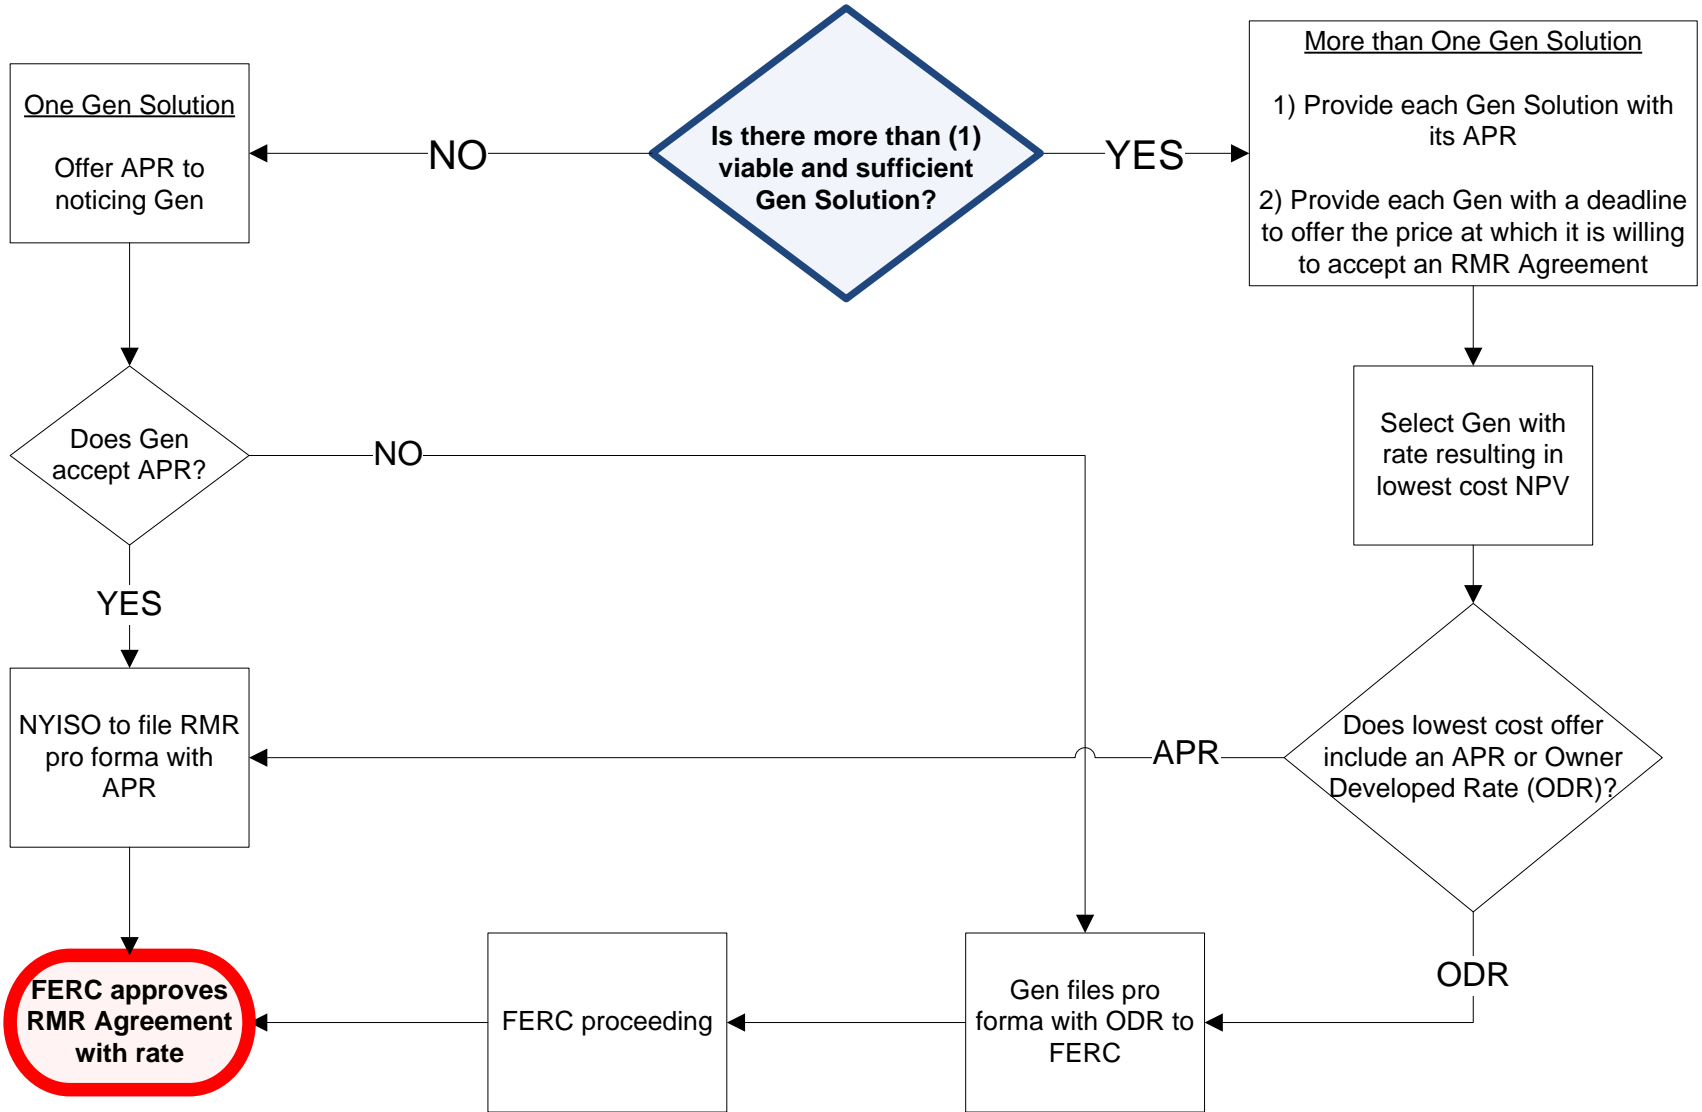 One Gen Solution
Offer APR to
noticing Gen
NO
Is there more than (1)
viable and sufficient
Gen Solution?
YES
More than One Gen Solution
1) Provide each Gen Solution with
its APR
2) Provide each Gen with a deadline
to offer the price at which it is willing
to accept an RMR Agreement
Does Gen
accept APR?
NO
Select Gen with
rate resulting in
lowest cost NPV
YES
NYISO to file RMR
pro forma with
APR
APR
Does lowest cost offer
include an APR or Owner
Developed Rate (ODR)?
ODR
FERC approves
RMR Agreement
with rate
FERC proceeding
Gen files pro
forma with ODR to
FERC